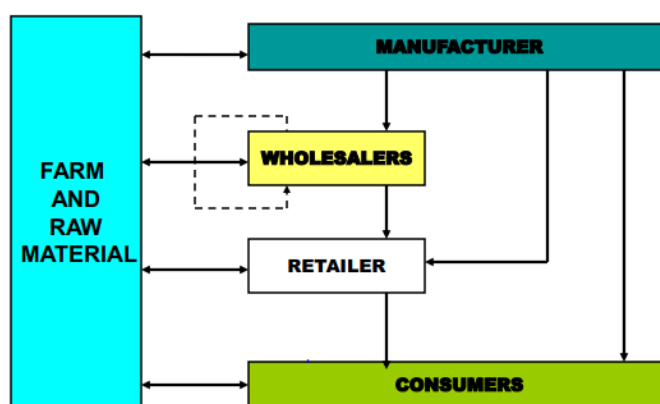 MANUFACTURER
WHOLESALERS
FARM
AND
RAW
MATERIAL
RETAILER
CONSUMERS